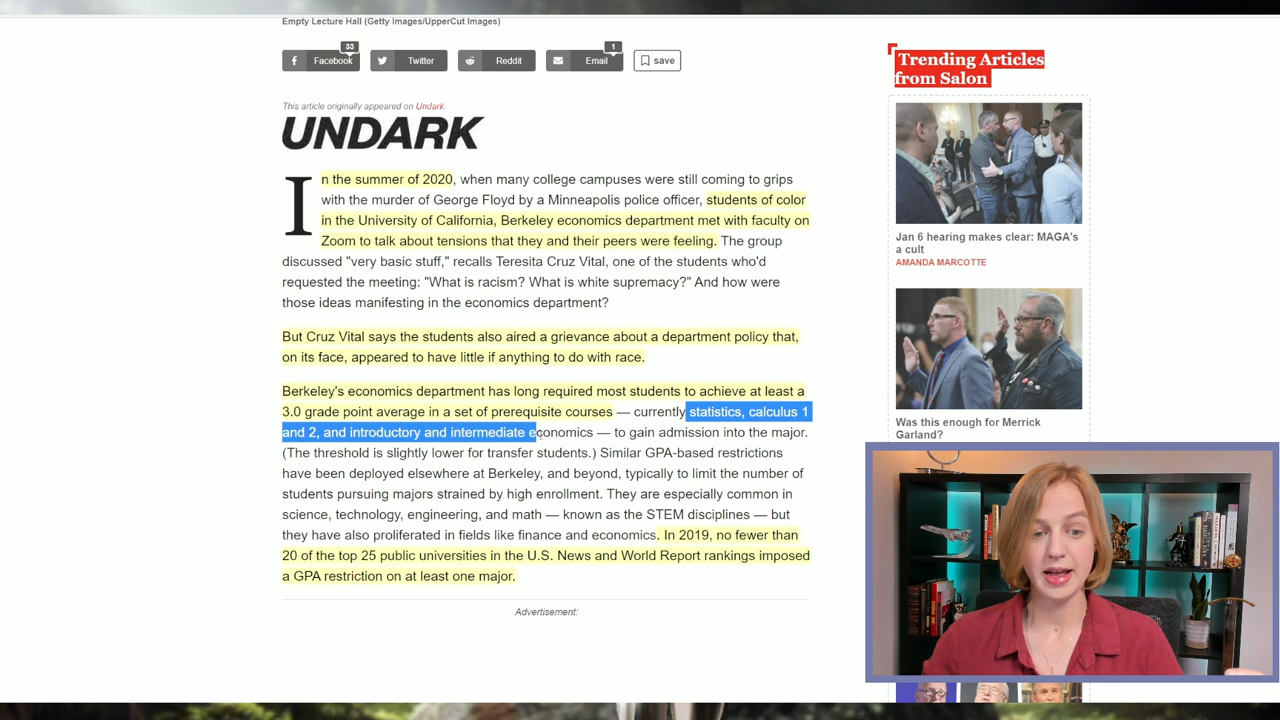 Empty Lecture Hall (Getty Images/UpperCut Images)
33
1
Facebook
Twitter
Reddit
Email
save
This article originally appeared on Undark.
UNDARK
In the summer of 2020, when many college campuses were still coming to grips
with the murder of George Floyd by a Minneapolis police officer, students of color
in the University of California, Berkeley economics department met with faculty on
Zoom to talk about tensions that they and their peers were feeling. The group
discussed "very basic stuff," recalls Teresita Cruz Vital, one of the students who'd
requested the meeting: "What is racism? What is white supremacy?" And how were
those ideas manifesting in the economics department?
But Cruz Vital says the students also aired a grievance about a department policy that,
on its face, appeared to have little if anything to do with race.
Berkeley's economics department has long required most students to achieve at least a
3.0 grade point average in a set of prerequisite courses — currently statistics, calculus 1
and 2, and introductory and intermediate economics — to gain admission into the major.
(The threshold is slightly lower for transfer students.) Similar GPA-based restrictions
have been deployed elsewhere at Berkeley, and beyond, typically to limit the number of
students pursuing majors strained by high enrollment. They are especially common in
science, technology, engineering, and math — known as the STEM disciplines — but
they have also proliferated in fields like finance and economics. In 2019, no fewer than
20 of the top 25 public universities in the U.S. News and World Report rankings imposed
a GPA restriction on at least one major.
Advertisement:
Trending Articles
from Salon
Jan 6 hearing makes clear: MAGA's
a cult
AMANDA MARCOTTE
Was this enough for Merrick
Garland?